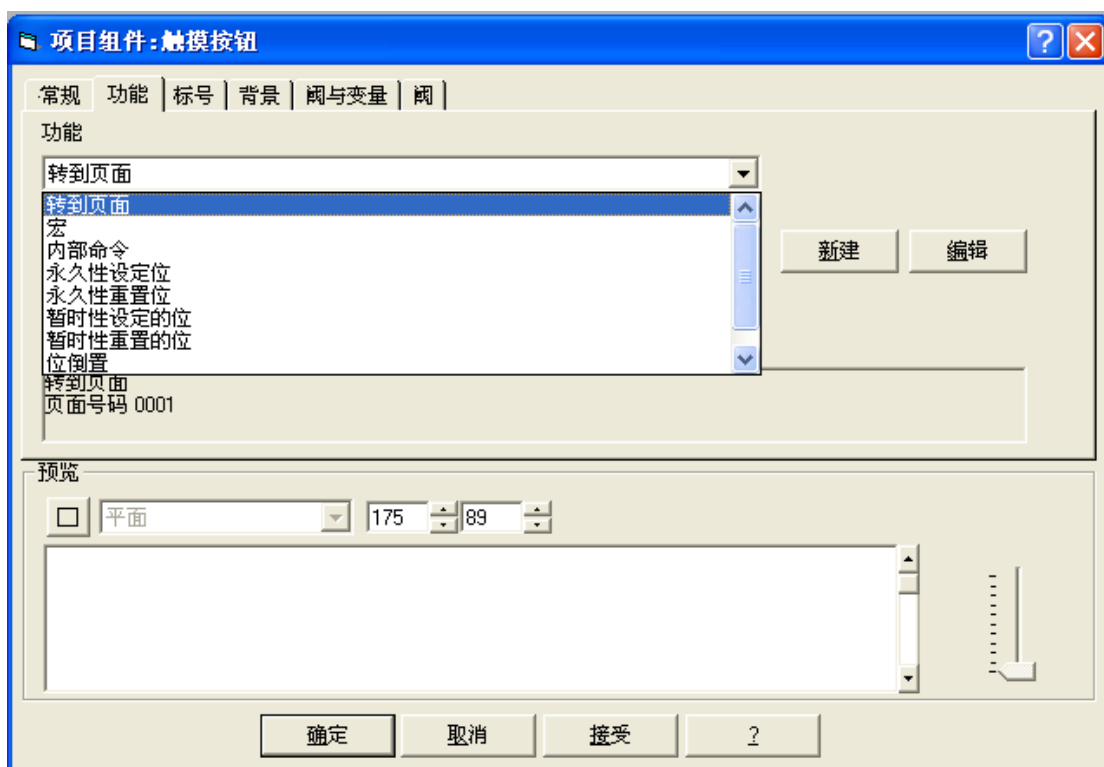 项目组件:触摸按钮
常规 功能 标号 背景 阈与变量 阈
功能
转到页面
转到页面
宏
内部命令
永久性设定位
永久性重置位
暂时性设定的位
暂时性重置的位
位倒置
新建 编辑
转到页面
页面号码 0001
预览
平面 175 89
确定 取消 接受 ?